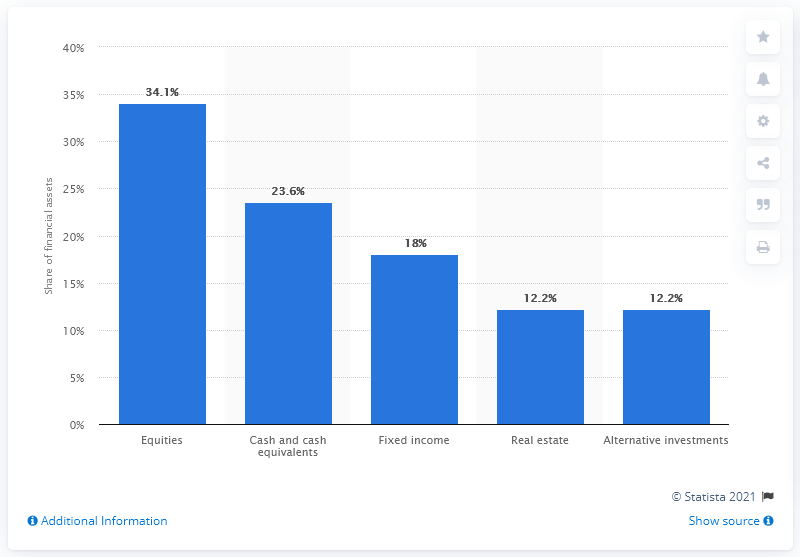 40%
35%
30%
25%
20%
15%
10%
5%
0%
Share of financial assets
34.1%
23.6%
18%
12.2%
12.2%
Equities
Cash and cash
equivalents
Fixed income
Real estate
Alternative investments
© Statista 2021
Additional Information
Show source